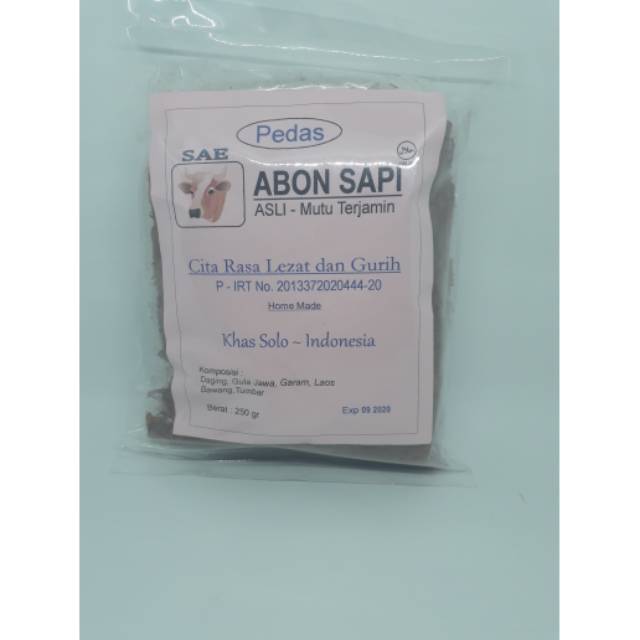 Pedas
SAE
ABON SAPI
ASLI - Mutu Terjamin
Cita Rasa Lezat dan Gurih
P - IRT No. 2013372020444-20
Home Made
Khas Solo ~ Indonesia
Komposisi :
Daging, Gula Jawa, Garam, Laos
Bawang,Tumbar
Berat : 250 gr
Exp 09 2020